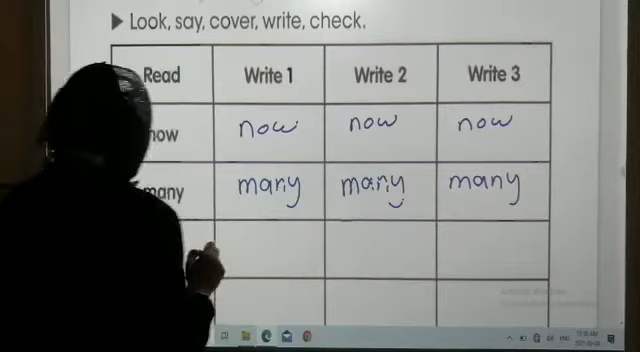 ▶ Look, say, cover, write, check.
Read Write 1 Write 2 Write 3
now now now now
many many many many